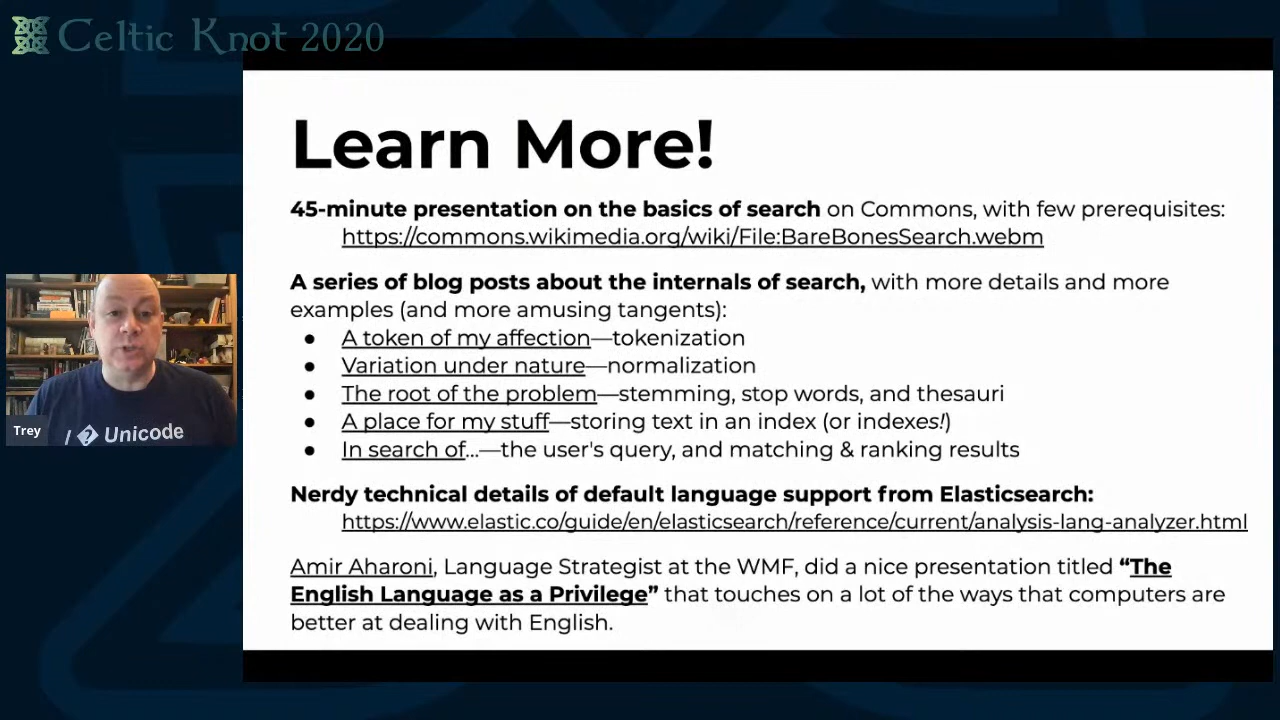 Celtic Knot 2020
Learn More!
45-minute presentation on the basics of search on Commons, with few prerequisites:
https://commons.wikimedia.org/wiki/File:BareBonesSearch.webm
A series of blog posts about the internals of search, with more details and more
examples (and more amusing tangents):
● A token of my affection—tokenization
● Variation under nature—normalization
● The root of the problem—stemming, stop words, and thesauri
● A place for my stuff—storing text in an index (or indexes!)
● In search of...—the user's query, and matching & ranking results
Nerdy technical details of default language support from Elasticsearch:
https://www.elastic.co/guide/en/elasticsearch/reference/current/analysis-lang-analyzer.html
Amir Aharoni, Language Strategist at the WMF, did a nice presentation titled “The
English Language as a Privilege” that touches on a lot of the ways that computers are
better at dealing with English.
Trey
/ � Unicode